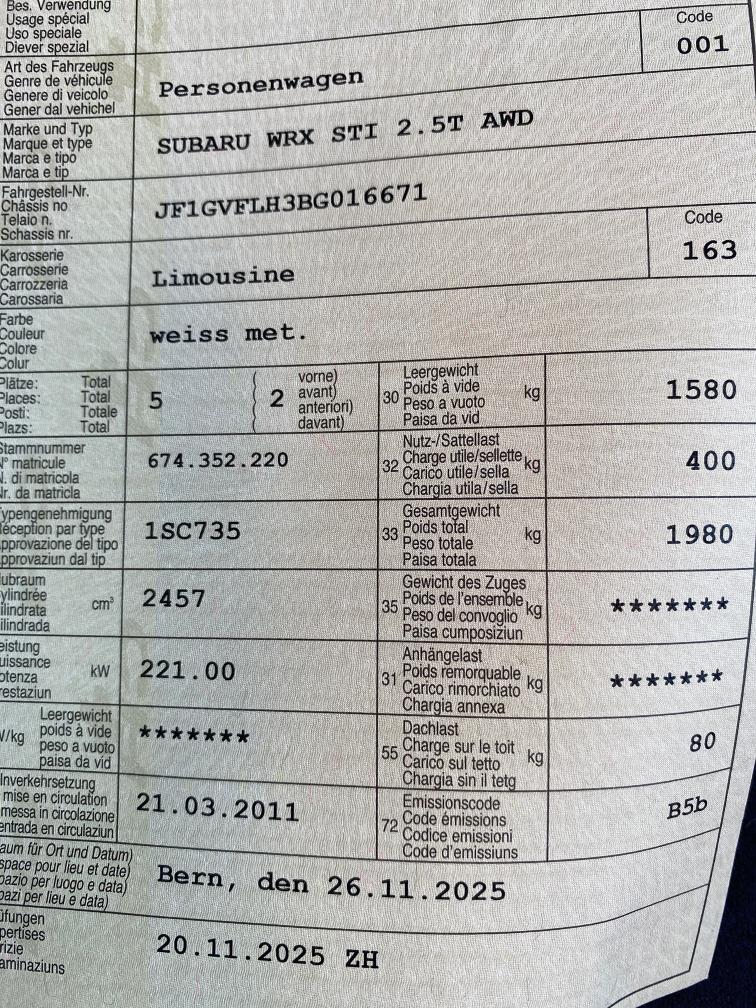 Bes. Verwendung
Usage spécial
Uso speciale
Diever spezial
Code
001
Art des Fahrzeugs
Genre de véhicule
Genere di veicolo
Gener dal vehichel
Personenwagen
Marke und Typ
Marque et type
Marca e tipo
Marca e tip
SUBARU WRX STI 2.5T AWD
Fahrgestell-Nr.
Châssis no
Telaio n.
Schassis nr.
JF1GVFLH3BG016671
Karosserie
Carrosserie
Carrozzeria
Carossaria
Limousine
Code
163
Farbe
Couleur
Colore
Colur
weiss met.
Plätze: Total
Places: Total
Posti: Totale
Plazs: Total
5
2
vorne)
avant)
anteriori)
davant)
30
Leergewicht
Poids à vide
Peso a vuoto
Paisa da vid
kg
1580
Stammnummer
N° matricule
N. di matricola
Nr. da matricla
674.352.220
32
Nutz-/Sattellast
Charge utile/sellette
Carico utile/sella
Chargia utila/sella
kg
400
ypengenehmigung
éception par type
pprovazione del tipo
pprovaziun dal tip
1SC735
33
Gesamtgewicht
Poids total
Peso totale
Paisa totala
kg
1980
ubraum
ylindrée
ilindrata
ilindrada
cm³
2457
35
Gewicht des Zuges
Poids de l'ensemble
Peso del convoglio
Paisa cumposiziun
kg
*******
eistung
uissance
otenza
restaziun
kW
221.00
31
Anhängelast
Poids remorquable
Carico rimorchiato
Chargia annexa
kg
*******
/kg
Leergewicht
poids à vide
peso a vuoto
paisa da vid
*******
55
Dachlast
Charge sur le toit
Carico sul tetto
Chargia sin il tetg
kg
80
Inverkehrsetzung
mise en circulation
messa in circolazione
entrada en circulaziun
21.03.2011
72
Emissionscode
Code émissions
Codice emissioni
Code d'emissiuns
B5b
aum für Ort und Datum)
space pour lieu et date)
pazio per luogo e data)
pazi per lieu e data)
Bern, den 26.11.2025
üfungen
pertises
rizie
aminaziuns
20.11.2025 ZH